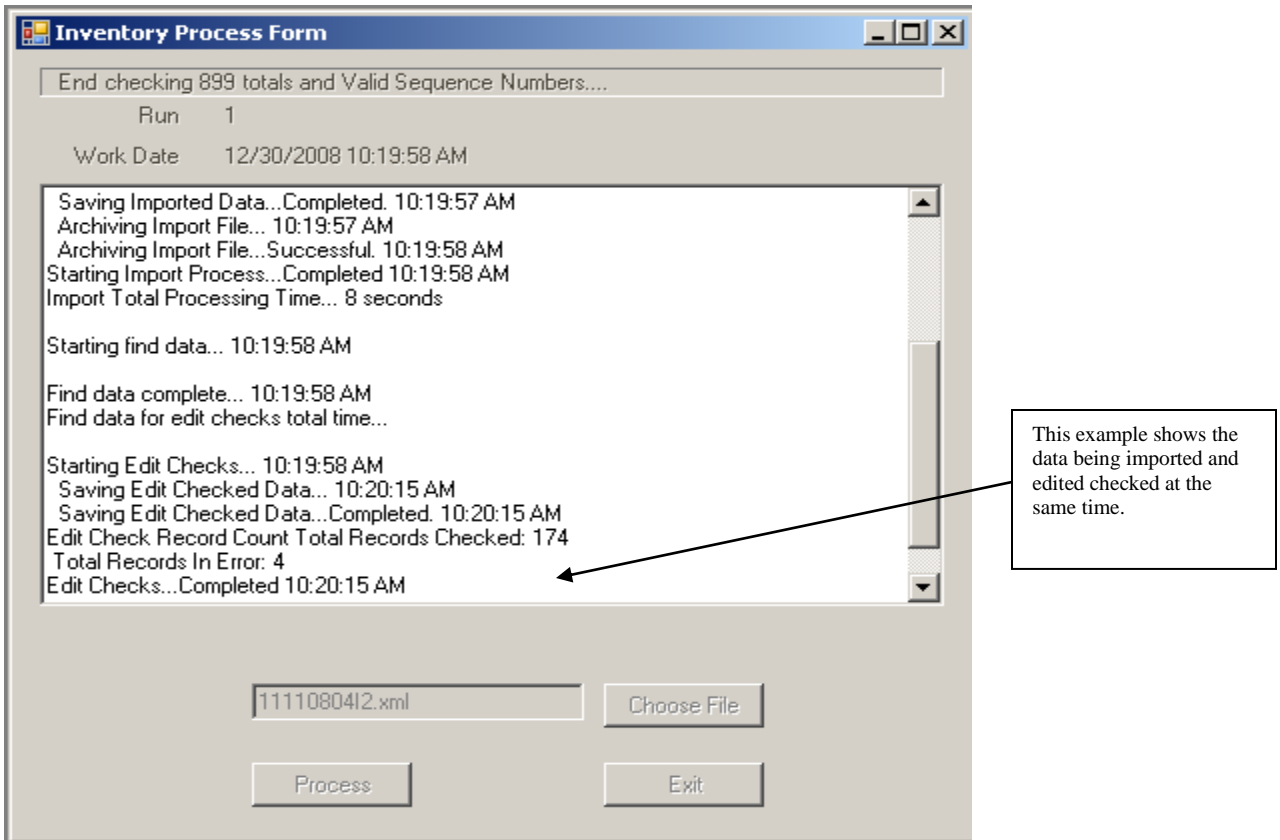 Inventory Process Form
End checking 899 totals and Valid Sequence Numbers....
Run 1
Work Date 12/30/2008 10:19:58 AM
Saving Imported Data...Completed. 10:19:57 AM
Archiving Import File... 10:19:57 AM
Archiving Import File...Successful. 10:19:58 AM
Starting Import Process...Completed 10:19:58 AM
Import Total Processing Time... 8 seconds
Starting find data... 10:19:58 AM
Find data complete... 10:19:58 AM
Find data for edit checks total time...
Starting Edit Checks... 10:19:58 AM
Saving Edit Checked Data... 10:20:15 AM
Saving Edit Checked Data...Completed. 10:20:15 AM
Edit Check Record Count Total Records Checked: 174
Total Records In Error: 4
Edit Checks...Completed 10:20:15 AM
This example shows the
data being imported and
edited checked at the
same time.
11110804I2.xml
Choose File
Process
Exit